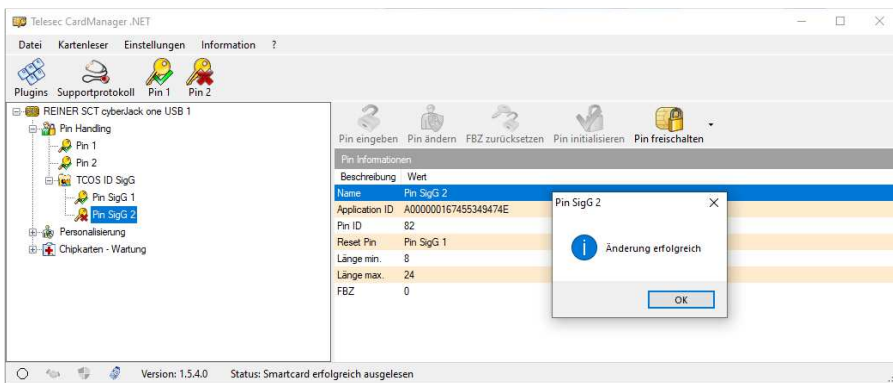 Telesec CardManager .NET
Datei Kartenleser Einstellungen Information ?
Plugins Supportprotokoll Pin 1 Pin 2
REINER SCT cyberJack one USB 1
Pin Handling
Pin 1
Pin 2
TCOS ID SigG
Pin SigG 1
Pin SigG 2
Personalisierung
Chipkarten - Wartung
Pin eingeben Pin ändern FBZ zurücksetzen Pin initialisieren Pin freischalten
Pin Informationen
Beschreibung Wert
Name Pin SigG 2
Application ID A000000167455349474E
Pin ID 82
Reset Pin Pin SigG 1
Länge min. 8
Länge max. 24
FBZ 0
Pin SigG 2
Änderung erfolgreich
OK
Version: 1.5.4.0 Status: Smartcard erfolgreich ausgelesen